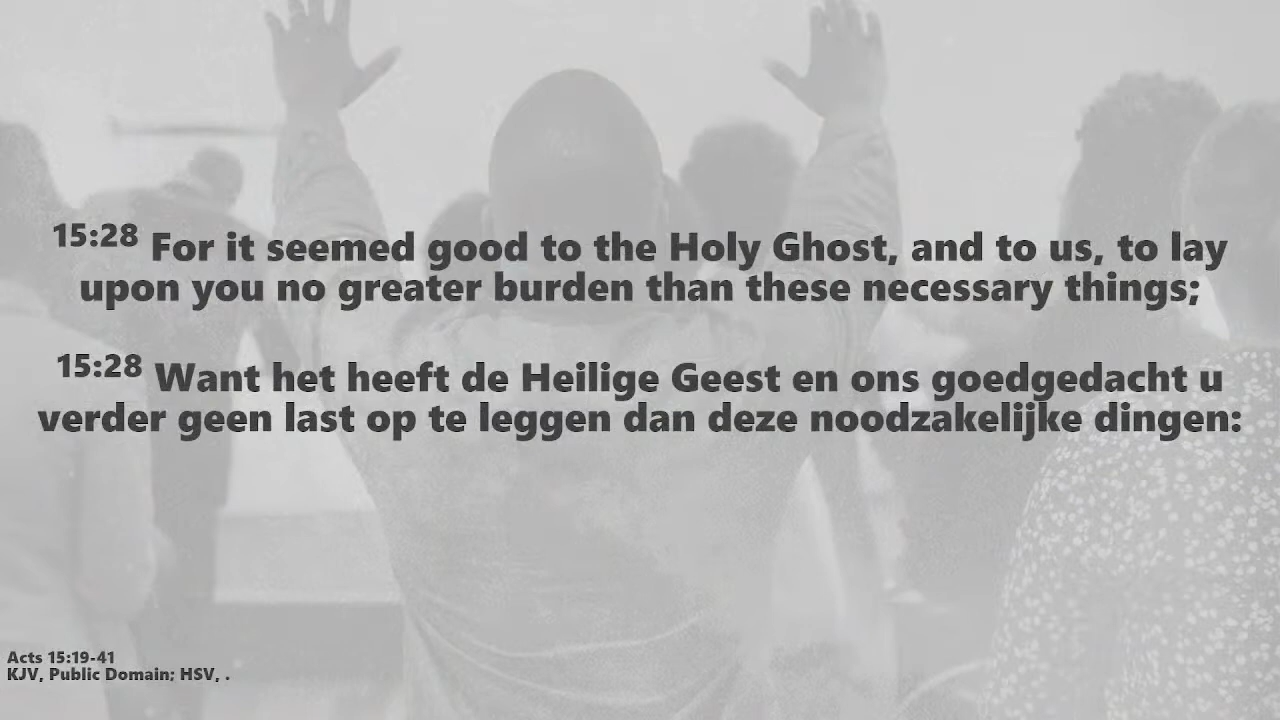 15:28 For it seemed good to the Holy Ghost, and to us, to lay
upon you no greater burden than these necessary things;
15:28 Want het heeft de Heilige Geest en ons goedgedacht u
verder geen last op te leggen dan deze noodzakelijke dingen:
Acts 15:19-41
KJV, Public Domain; HSV, .